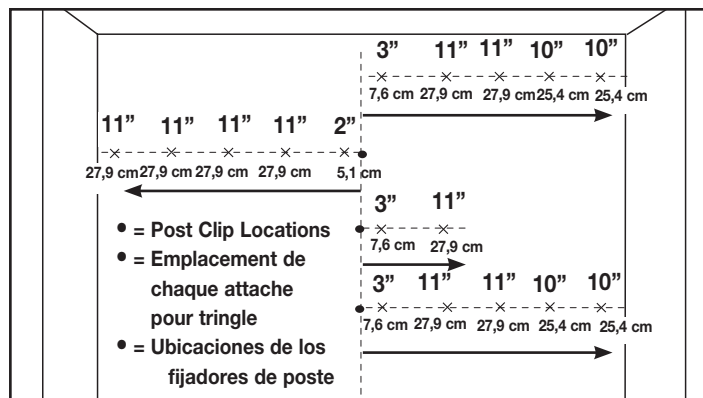 3” 11” 11” 10” 10”
7,6 cm 27,9 cm 27,9 cm 25,4 cm 25,4 cm
11” 11” 11” 11” 2”
27,9 cm 27,9 cm 27,9 cm 27,9 cm 5,1 cm
3” 11”
7,6 cm 27,9 cm
• = Post Clip Locations
• = Emplacement de
chaque attache
pour tringle
• = Ubicaciones de los
fijadores de poste
3” 11” 11” 10” 10”
7,6 cm 27,9 cm 27,9 cm 25,4 cm 25,4 cm